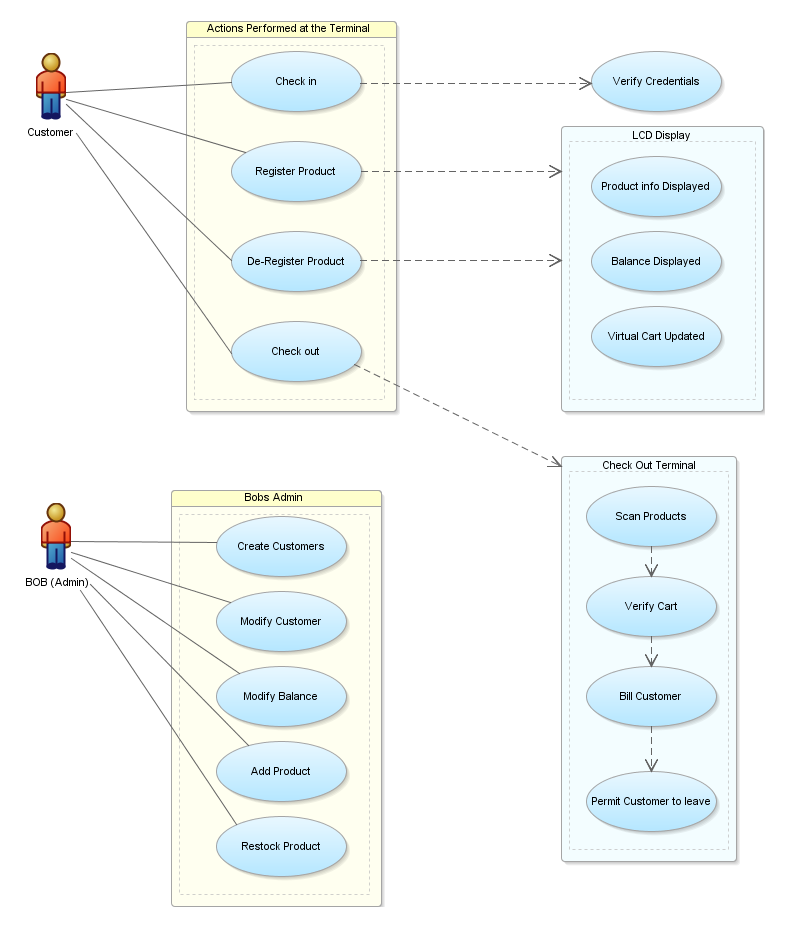 Actions Performed at the Terminal
Check in
Verify Credentials
Customer
LCD Display
Register Product
Product info Displayed
De-Register Product
Balance Displayed
Check out
Virtual Cart Updated
Check Out Terminal
Bobs Admin
Scan Products
Create Customers
BOB (Admin)
Verify Cart
Modify Customer
Modify Balance
Bill Customer
Add Product
Permit Customer to leave
Restock Product